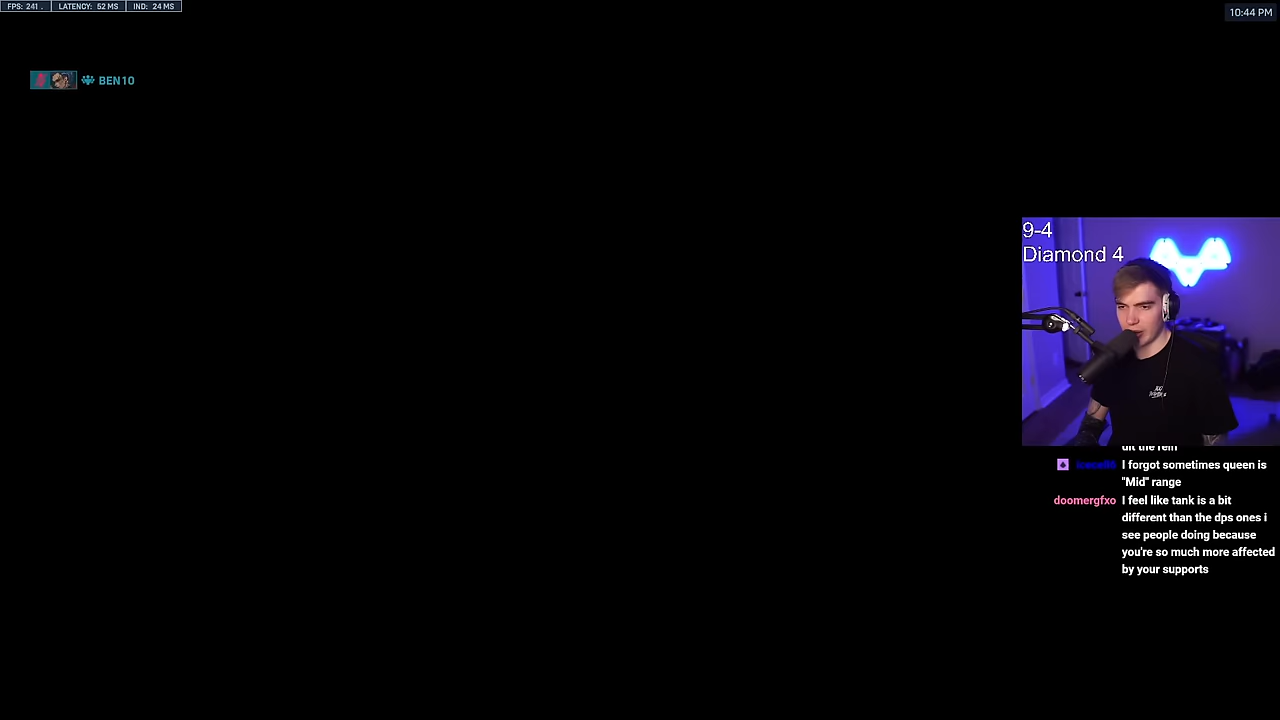 FPS: 241 .
LATENCY: 52 MS
IND: 24 MS
10:44 PM
BEN10
9-4
Diamond 4
I forgot sometimes queen is
"Mid" range
doomergfxo I feel like tank is a bit
different than the dps ones i
see people doing because
you're so much more affected
by your supports